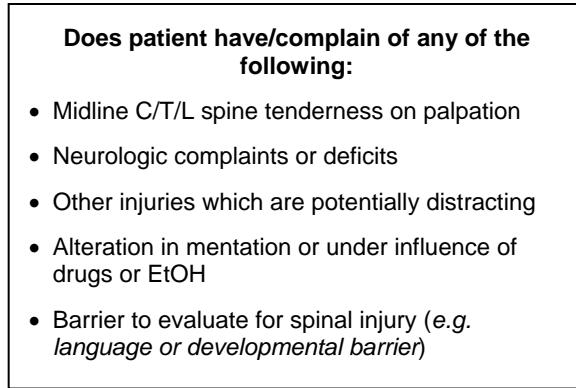 Does patient have/complain of any of the
following:
• Midline C/T/L spine tenderness on palpation
• Neurologic complaints or deficits
• Other injuries which are potentially distracting
• Alteration in mentation or under influence of
drugs or EtOH
• Barrier to evaluate for spinal injury (e.g.
language or developmental barrier)